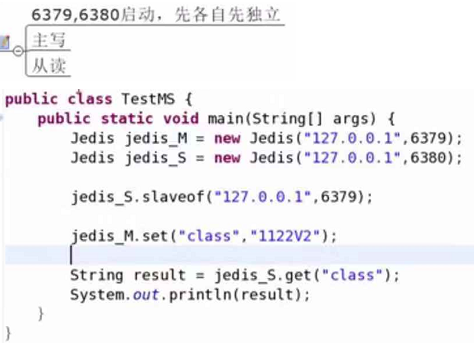 6379,6380启动，先各自先独立
主写
从读
public class TestMS {
    public static void main(String[] args) {
        Jedis jedis_M = new Jedis("127.0.0.1",6379);
        Jedis jedis_S = new Jedis("127.0.0.1",6380);

        jedis_S.slaveof("127.0.0.1",6379);

        jedis_M.set("class","1122V2");

        String result = jedis_S.get("class");
        System.out.println(result);
    }
}